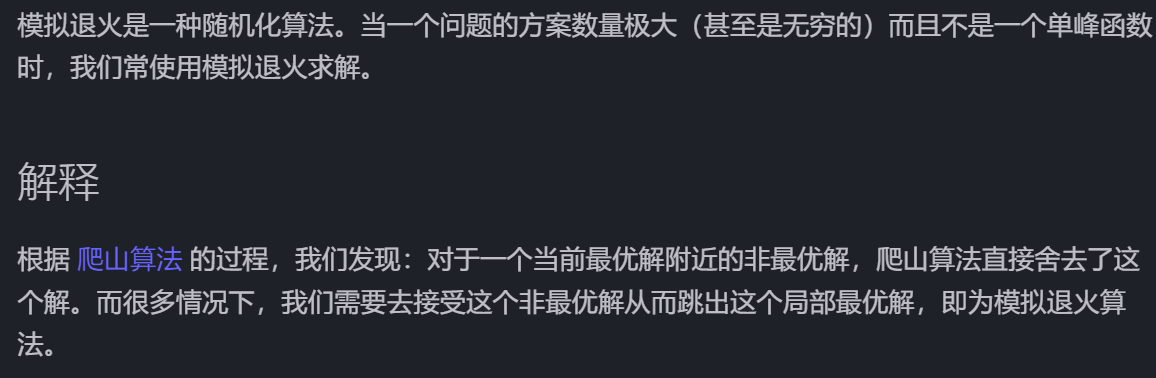 模拟退火是一种随机化算法。当一个问题的方案数量极大（甚至是无穷的）而且不是一个单峰函数
时，我们常使用模拟退火求解。
解释
根据 爬山算法 的过程，我们发现：对于一个当前最优解附近的非最优解，爬山算法直接舍去了这
个解。而很多情况下，我们需要去接受这个非最优解从而跳出这个局部最优解，即为模拟退火算
法。